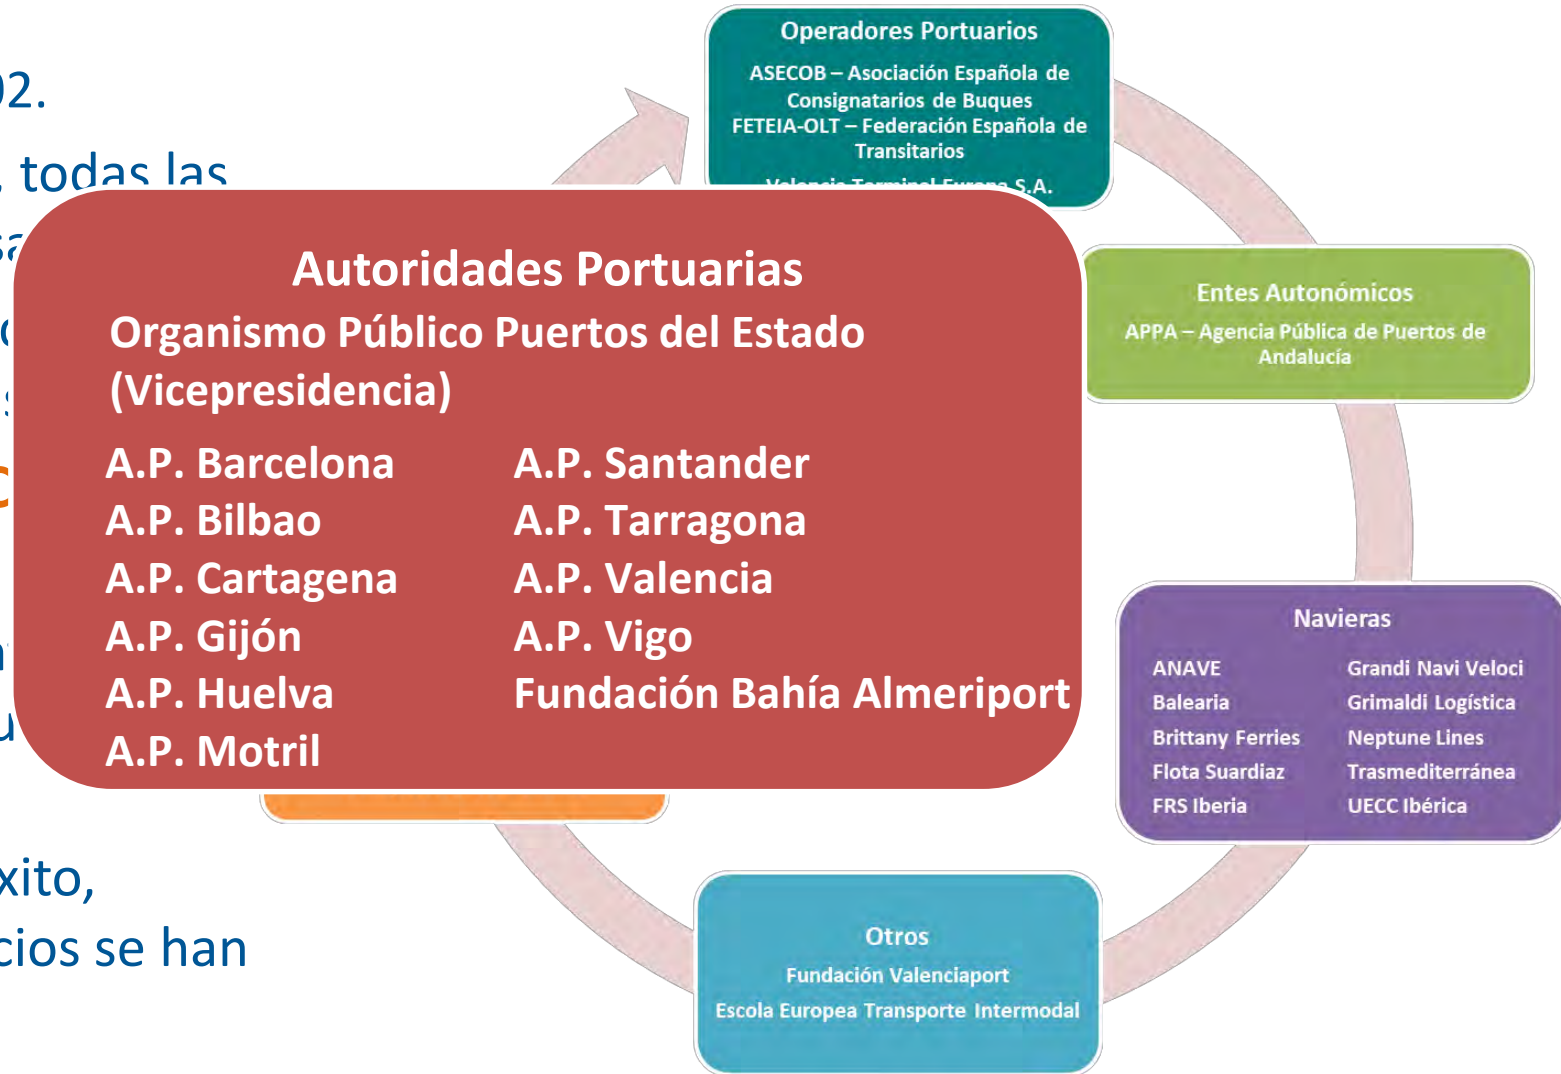 02.
, todas las
Autoridades Portuarias
Organismo Público Puertos del Estado
(Vicepresidencia)
A.P. Barcelona
A.P. Bilbao
A.P. Cartagena
A.P. Gijón
A.P. Huelva
A.P. Motril
A.P. Santander
A.P. Tarragona
A.P. Valencia
A.P. Vigo
Fundación Bahía Almeriport
xito,
cios se han
Operadores Portuarios
ASECOB – Asociación Española de
Consignatarios de Buques
FETEIA-OLT – Federación Española de
Transitarios
Valencia Terminal Europa S.A.
Entes Autonómicos
APPA – Agencia Pública de Puertos de
Andalucía
Navieras
ANAVE
Balearia
Brittany Ferries
Flota Suardiaz
FRS Iberia
Grandi Navi Veloci
Grimaldi Logística
Neptune Lines
Trasmediterránea
UECC Ibérica
Otros
Fundación Valenciaport
Escola Europea Transporte Intermodal